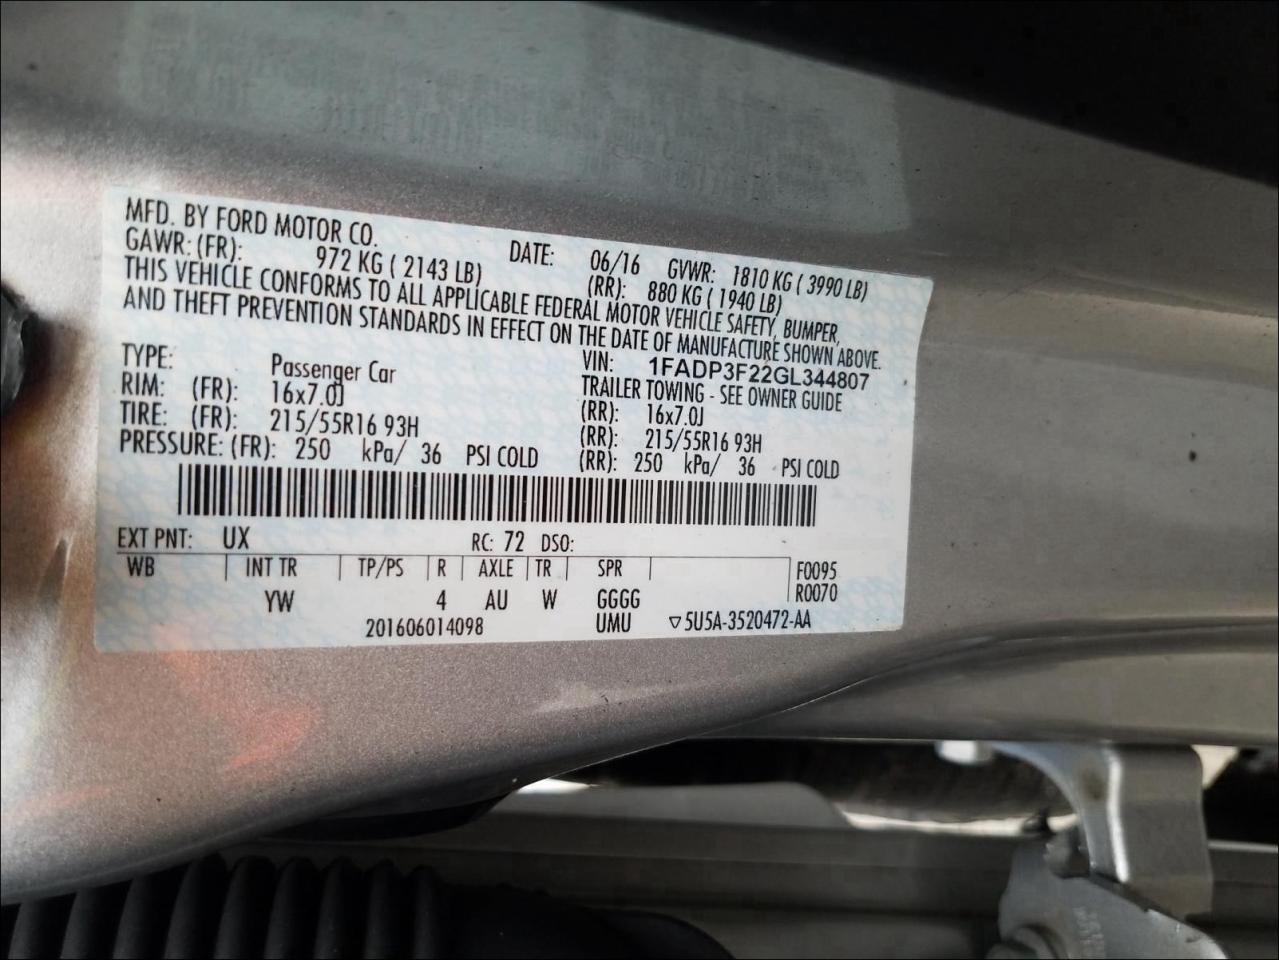 MFD. BY FORD MOTOR CO. DATE: 06/16 GVWR: 1810 KG ( 3990 LB)
GAWR: (FR): 972 KG ( 2143 LB) (RR): 880 KG ( 1940 LB)
THIS VEHICLE CONFORMS TO ALL APPLICABLE FEDERAL MOTOR VEHICLE SAFETY, BUMPER,
AND THEFT PREVENTION STANDARDS IN EFFECT ON THE DATE OF MANUFACTURE SHOWN ABOVE.
TYPE: Passenger Car VIN: 1FADP3F22GL344807
TRAILER TOWING - SEE OWNER GUIDE
RIM: (FR): 16x7.0J (RR): 16x7.0J
TIRE: (FR): 215/55R16 93H (RR): 215/55R16 93H
PRESSURE: (FR): 250 kPa/ 36 PSI COLD (RR): 250 kPa/ 36 PSI COLD
EXT PNT: UX RC: 72 DSO:
WB INT TR TP/PS R AXLE TR SPR F0095
YW 4 AU W GGGG R0070
201606014098 UMU ▽5U5A-3520472-AA